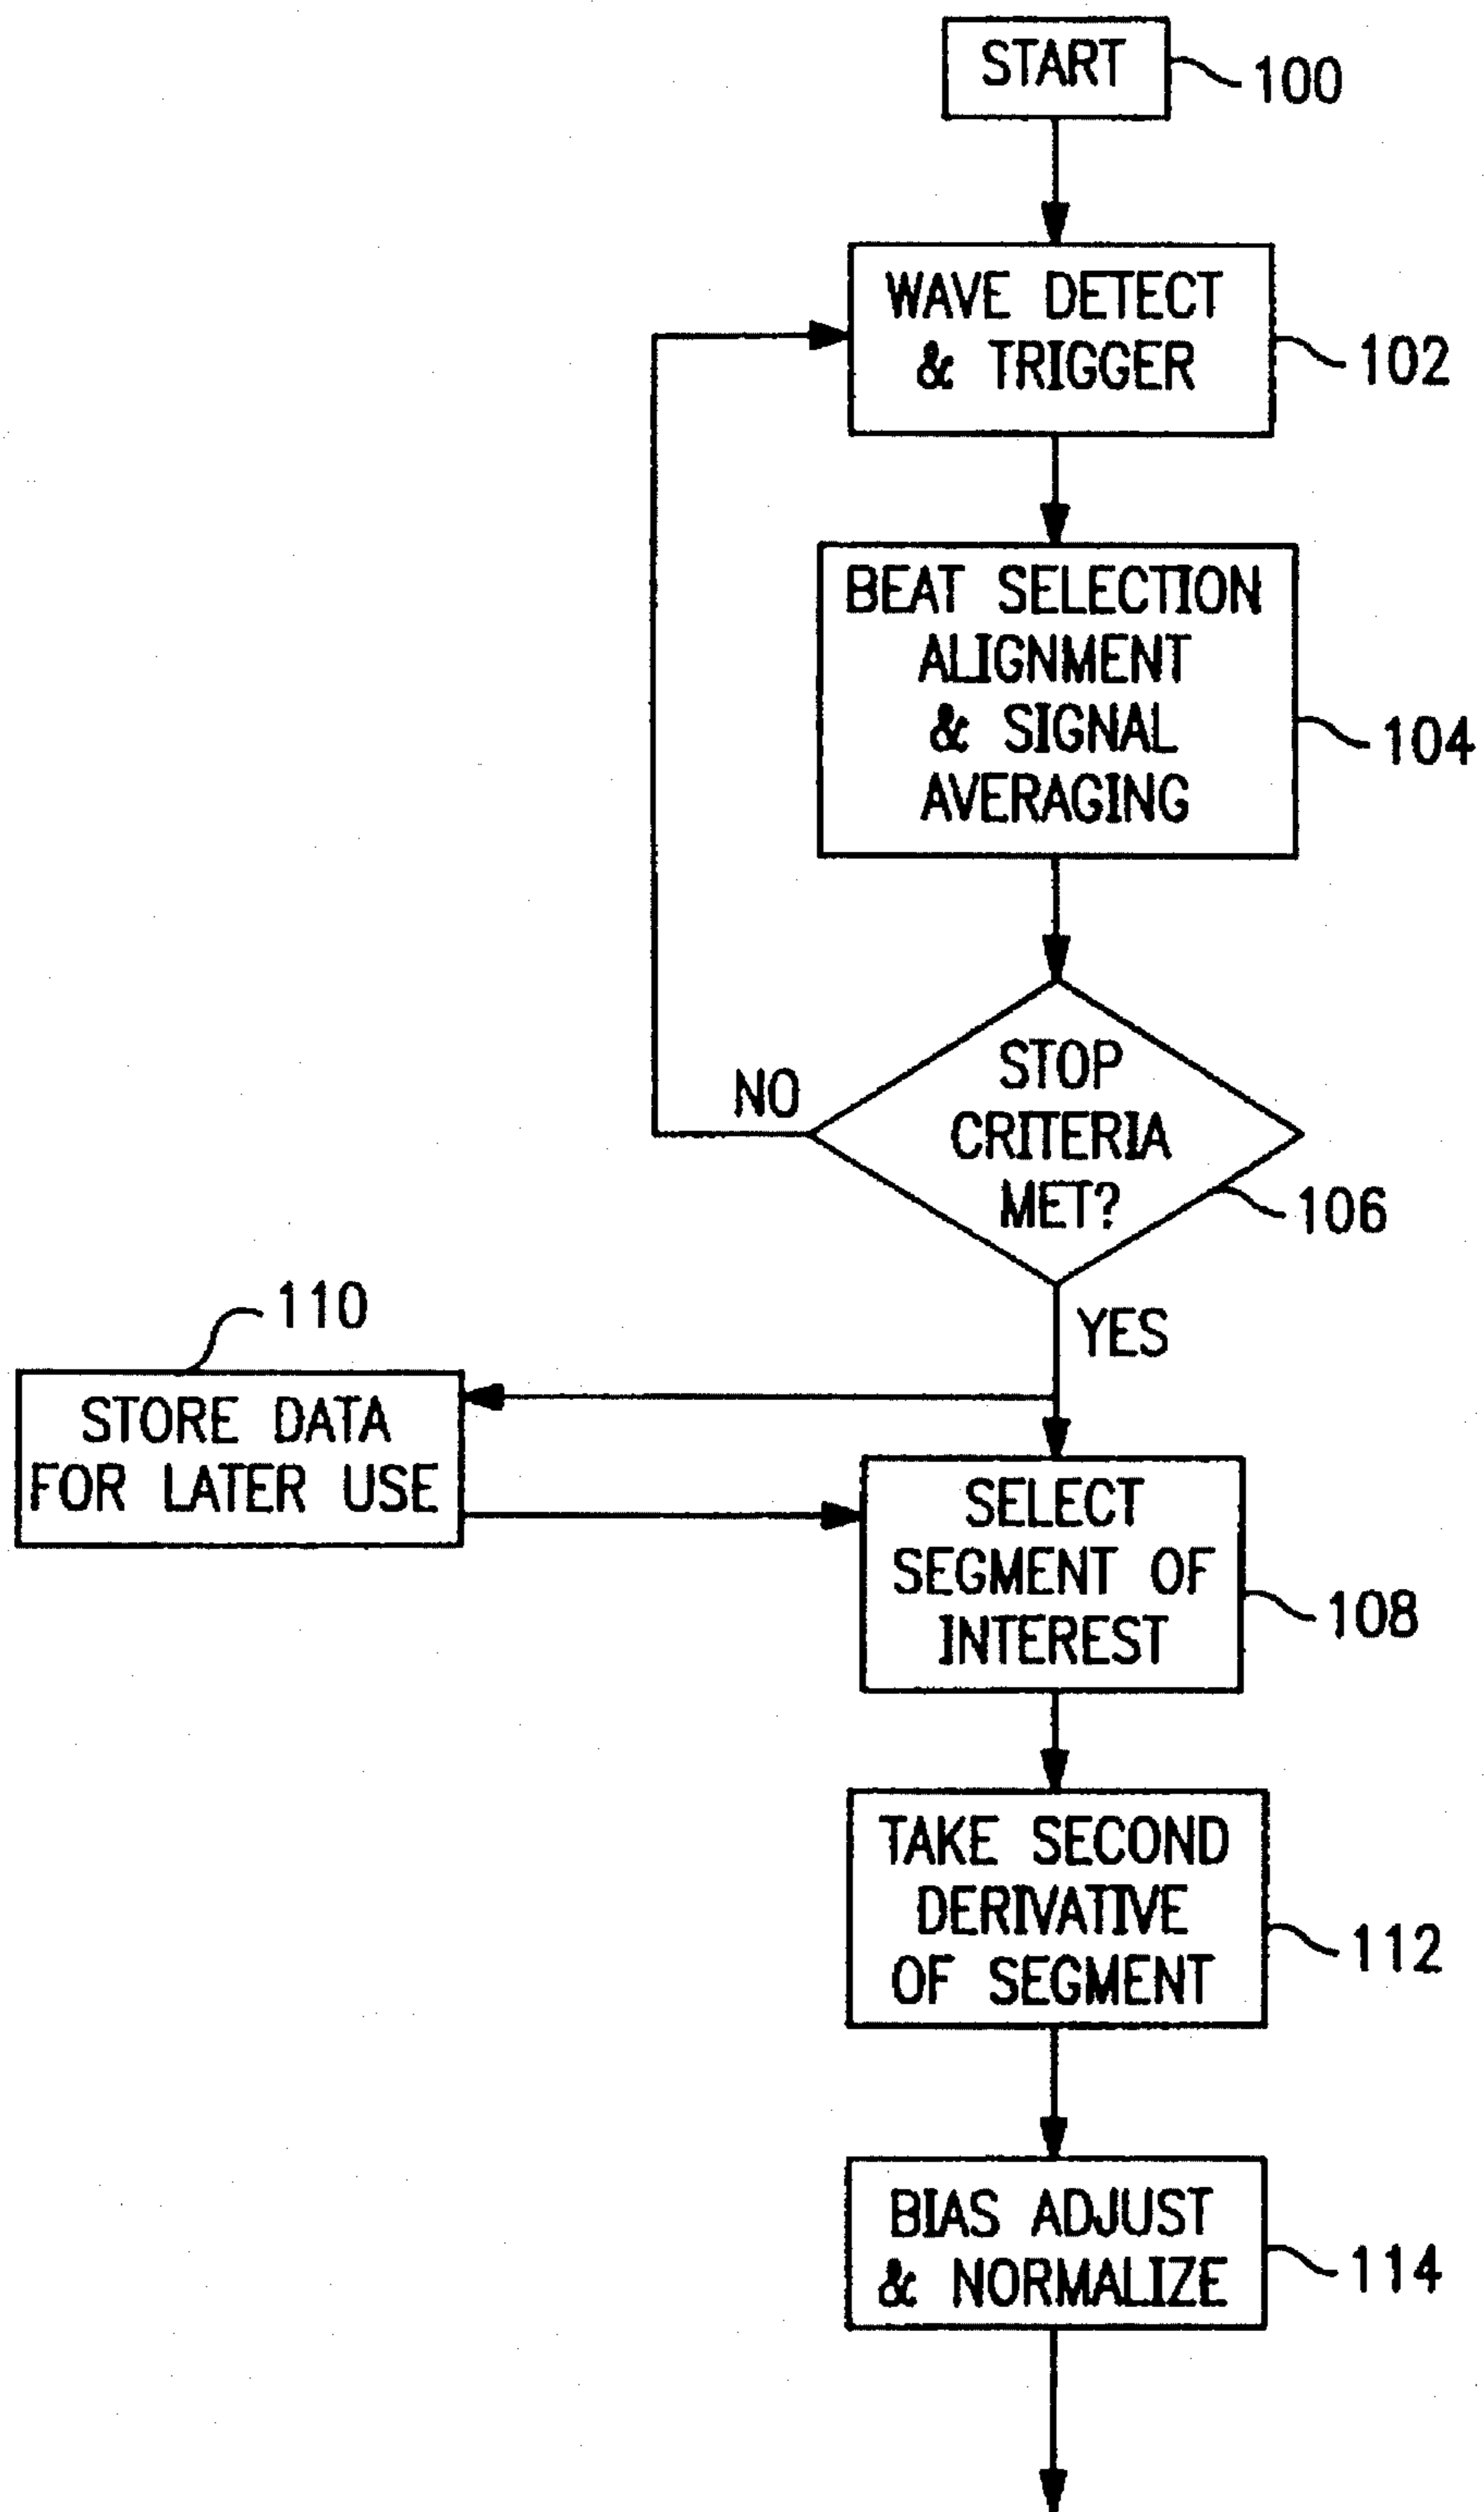 START
100
WAVE DETECT
& TRIGGER
102
BEAT SELECTION
ALIGNMENT
& SIGNAL
AVERAGING
104
STOP
CRITERIA
MET?
NO
106
YES
110
STORE DATA
FOR LATER USE
SELECT
SEGMENT OF
INTEREST
108
TAKE SECOND
DERIVATIVE
OF SEGMENT
112
BIAS ADJUST
& NORMALIZE
114